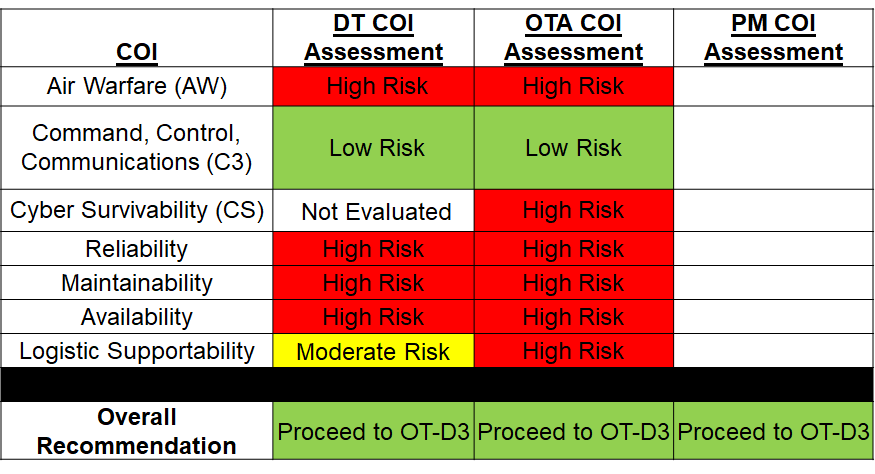 COI DT COI Assessment OTA COI Assessment PM COI Assessment
Air Warfare (AW) High Risk High Risk
Command, Control, Communications (C3) Low Risk Low Risk
Cyber Survivability (CS) Not Evaluated High Risk
Reliability High Risk High Risk
Maintainability High Risk High Risk
Availability High Risk High Risk
Logistic Supportability Moderate Risk High Risk
Overall Recommendation Proceed to OT-D3 Proceed to OT-D3 Proceed to OT-D3